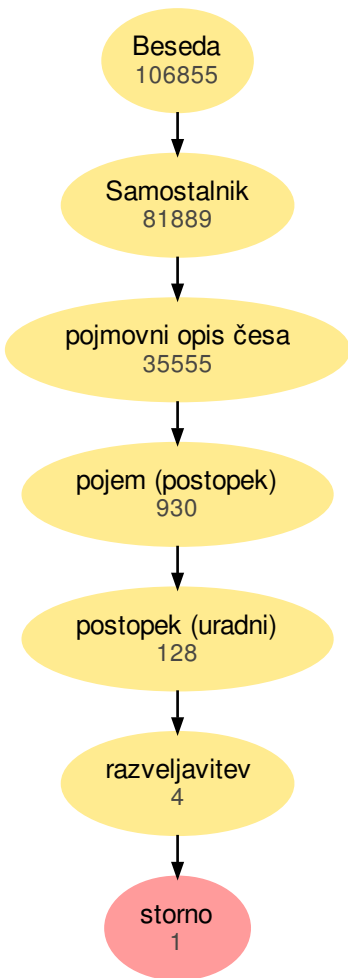 Beseda
106855
Samostalnik
81889
pojmovni opis česa
35555
pojem (postopek)
930
postopek (uradni)
128
razveljavitev
4
storno
1